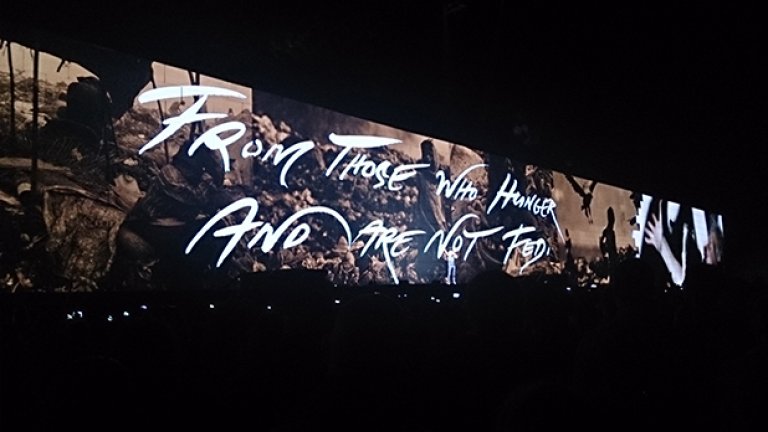 FROM THOSE WHO HUNGER
AND ARE NOT FED.